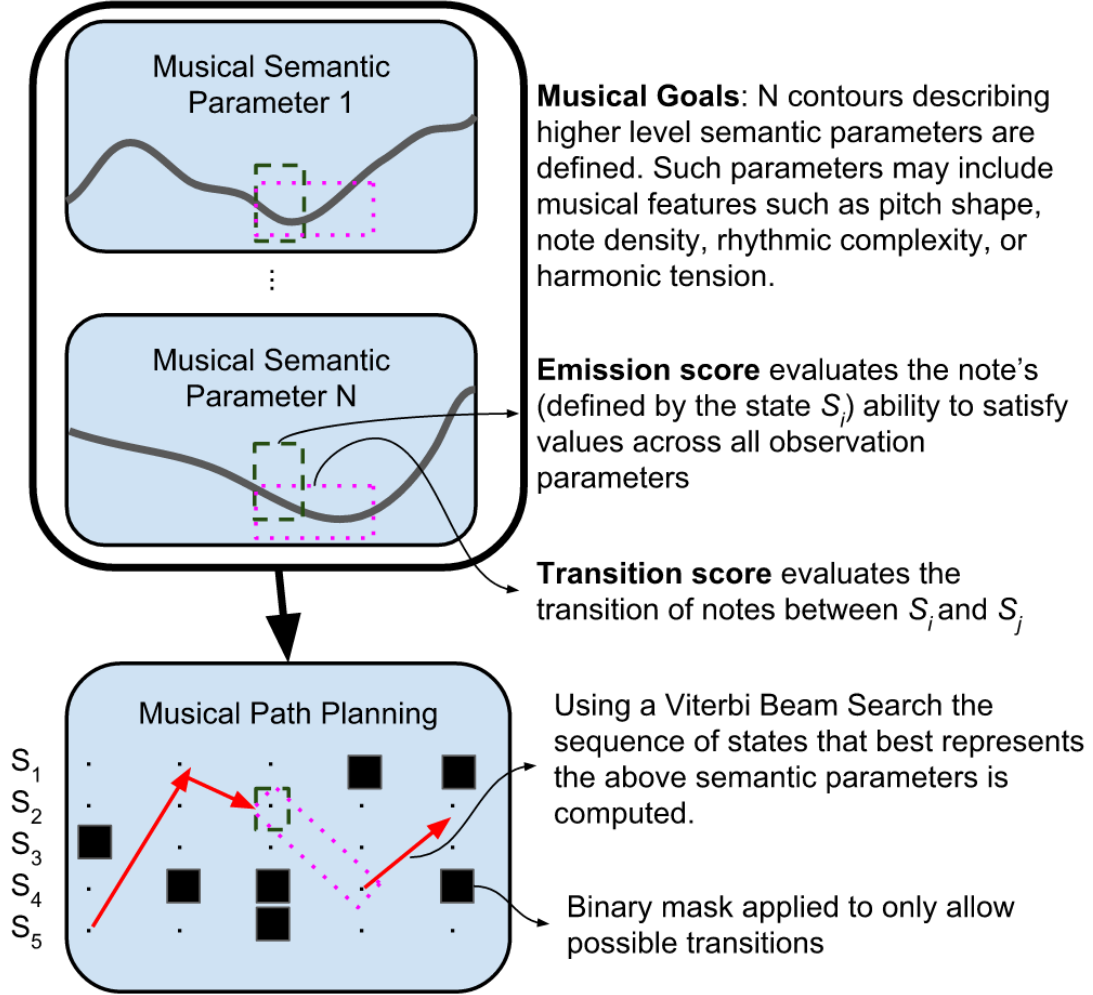 Musical Semantic
Parameter 1
⋮
Musical Semantic
Parameter N
Musical Goals: N contours describing
higher level semantic parameters are
defined. Such parameters may include
musical features such as pitch shape,
note density, rhythmic complexity, or
harmonic tension.
Emission score evaluates the note's
(defined by the state Si) ability to satisfy
values across all observation
parameters
Transition score evaluates the
transition of notes between Si and Sj
Musical Path Planning
S1
S2
S3
S4
S5
Using a Viterbi Beam Search the
sequence of states that best represents
the above semantic parameters is
computed.
Binary mask applied to only allow
possible transitions